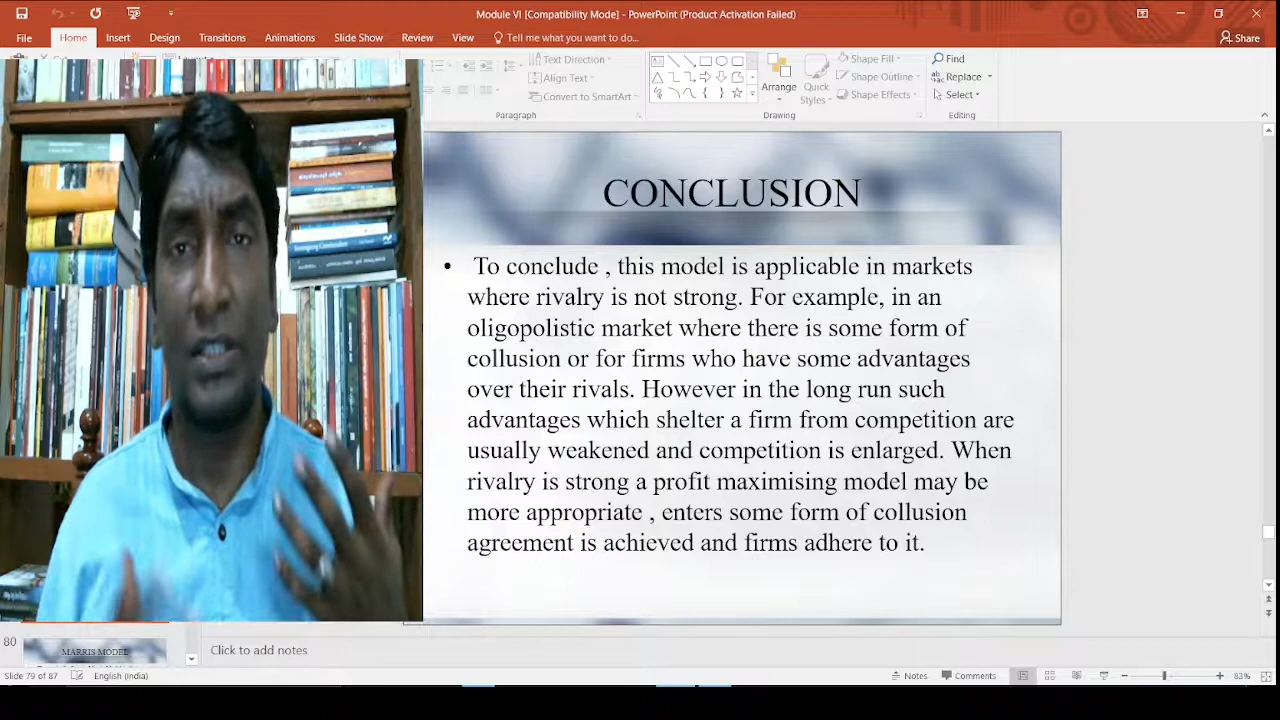 Module VI [Compatibility Mode] - PowerPoint (Product Activation Failed)
File Home Insert Design Transitions Animations Slide Show Review View Tell me what you want to do... Share
Text Direction
Align Text
Convert to SmartArt
Paragraph
Arrange
Quick Styles
Shape Fill
Shape Outline
Shape Effects
Drawing
Find
Replace
Select
Editing
CONCLUSION
• To conclude , this model is applicable in markets
where rivalry is not strong. For example, in an
oligopolistic market where there is some form of
collusion or for firms who have some advantages
over their rivals. However in the long run such
advantages which shelter a firm from competition are
usually weakened and competition is enlarged. When
rivalry is strong a profit maximising model may be
more appropriate , enters some form of collusion
agreement is achieved and firms adhere to it.
80
MARRIS MODEL
Click to add notes
Slide 79 of 87 English (India) Notes Comments 83%